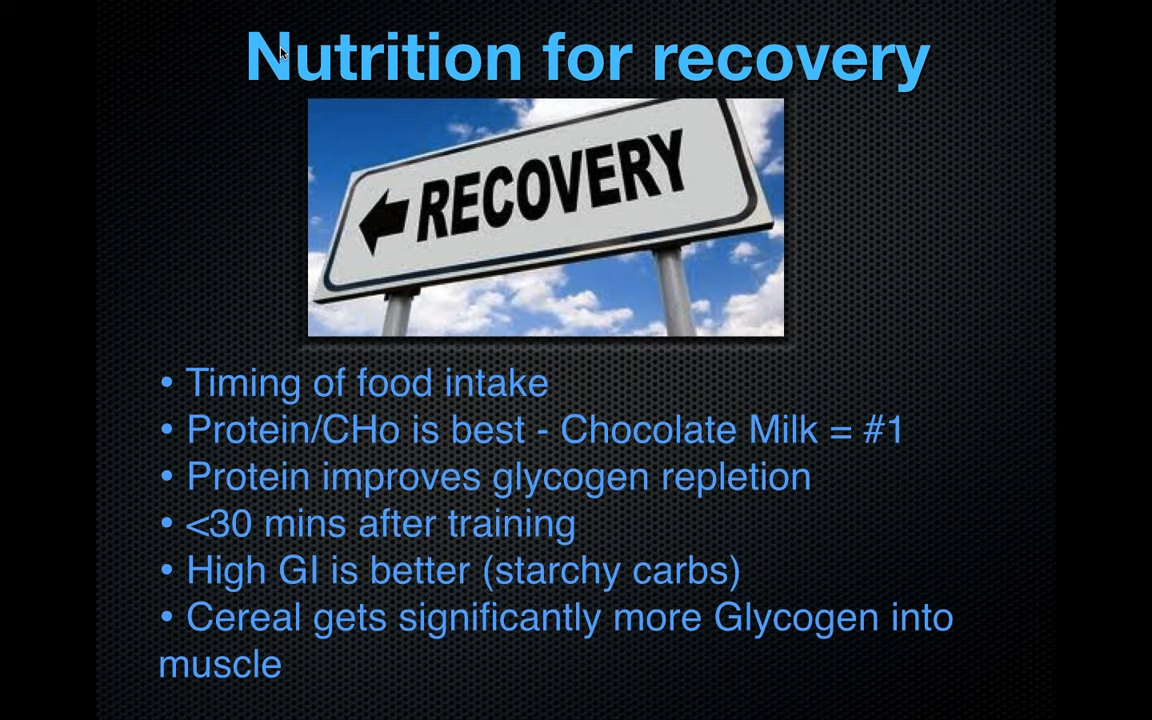 Nutrition for recovery
RECOVERY
• Timing of food intake
• Protein/CHo is best - Chocolate Milk = #1
• Protein improves glycogen repletion
• <30 mins after training
• High GI is better (starchy carbs)
• Cereal gets significantly more Glycogen into
muscle